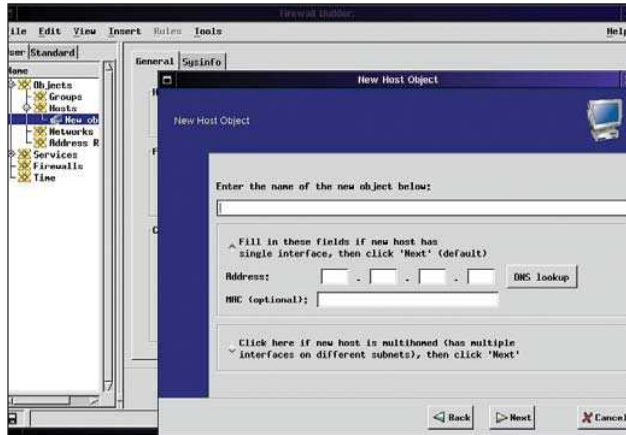 Firewall Builder
ile Edit View Insert Rules Tools Help
ser Standard
Name
Objects
Groups
Hosts
New ob
Networks
Address R
Services
Firewalls
Time
General Sysinfo
New Host Object
New Host Object
Enter the name of the new object below:
Fill in these fields if new host has
single interface, then click 'Next' (default)
Address: . . . DNS lookup
MAC (optional):
Click here if new host is multihomed (has multiple
interfaces on different subnets), then click 'Next'
Back Next Cancel